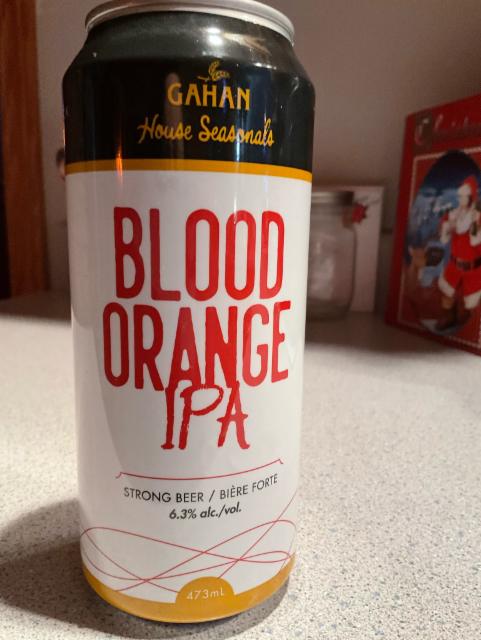 GAHAN
House Seasonals
BLOOD
ORANGE
IPA
STRONG BEER / BIÈRE FORTE
6.3% alc./vol.
473mL